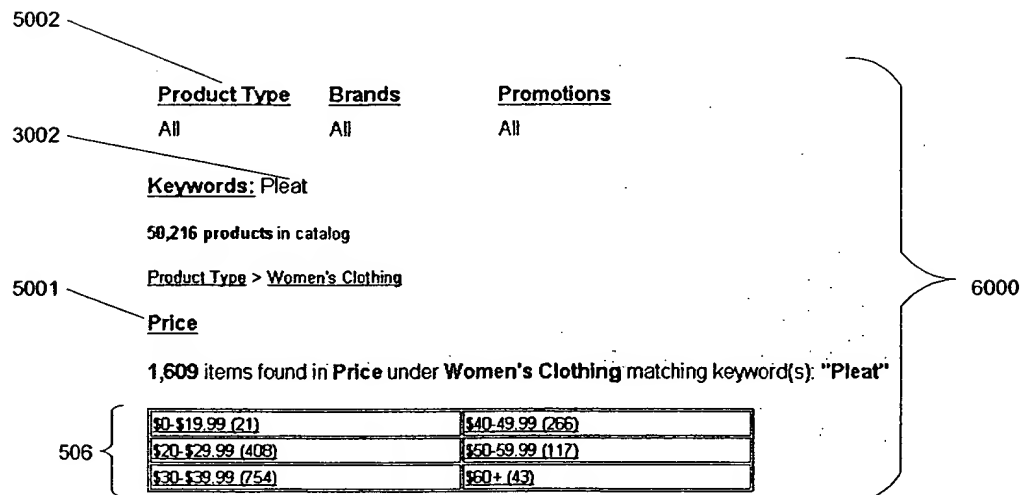 5002
Product Type Brands Promotions
All All All
3002
Keywords: Pleat
50,216 products in catalog
Product Type > Women's Clothing
5001
6000
Price
1,609 items found in Price under Women's Clothing matching keyword(s): "Pleat"
506
$0-$19.99 (21) $40-49.99 (266)
$20-$29.99 (408) $50-59.99 (117)
$30-$39.99 (754) $60+ (43)